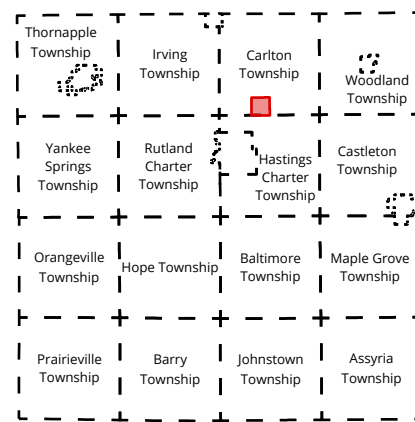 Thornapple
Township
Irving
Township
Carlton
Township
Woodland
Township
Yankee
Springs
Township
Rutland
Charter
Township
Hastings
Charter
Township
Castleton
Township
Orangeville
Township
Hope Township
Baltimore
Township
Maple Grove
Township
Prairieville
Township
Barry
Township
Johnstown
Township
Assyria
Township